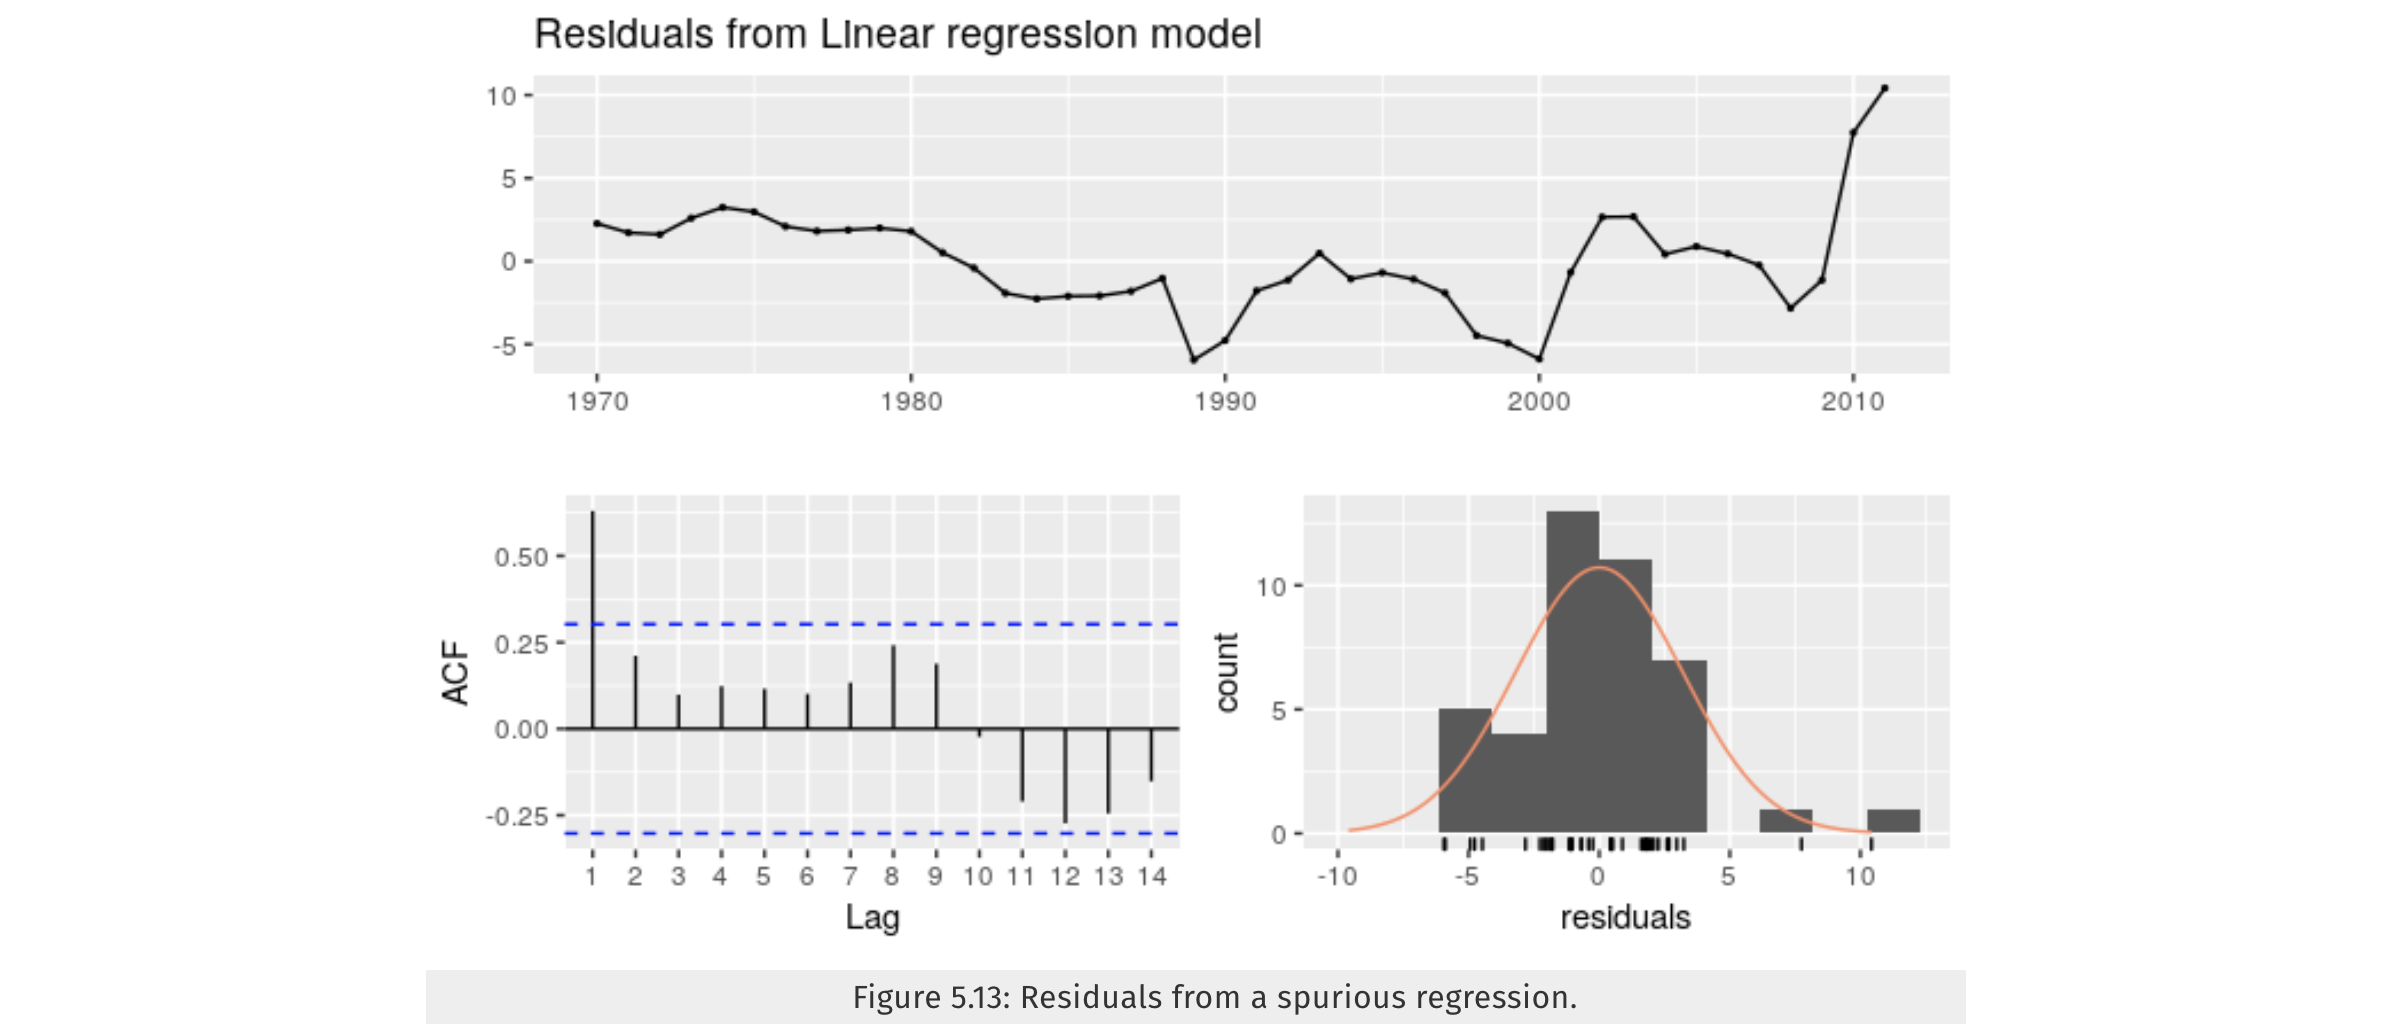 Residuals from Linear regression model
10
5
0
-5
1970 1980 1990 2000 2010
ACF
0.50
0.25
0.00
-0.25
1 2 3 4 5 6 7 8 9 10 11 12 13 14
Lag
count
10
5
0
-10 -5 0 5 10
residuals
Figure 5.13: Residuals from a spurious regression.